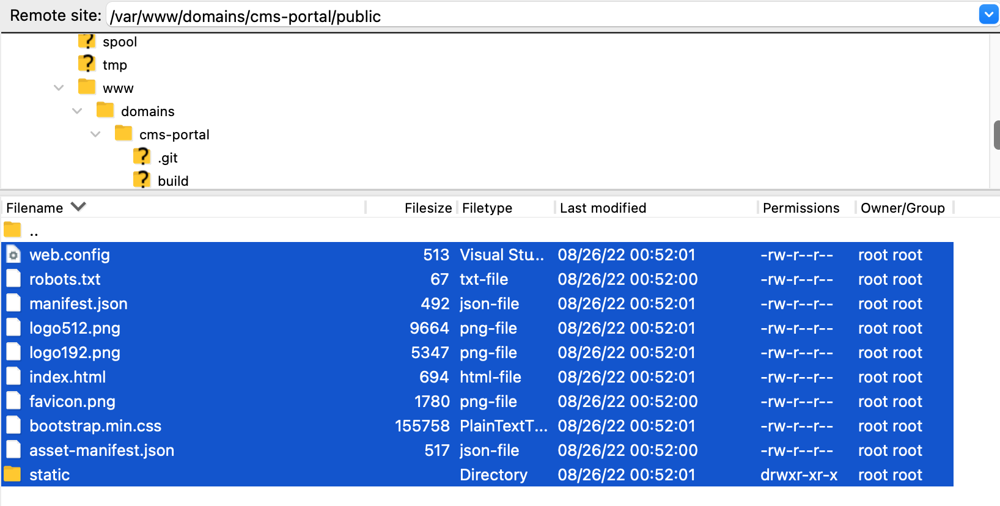 Remote site: /var/www/domains/cms-portal/public
spool
tmp
www
domains
cms-portal
.git
build
Filename Filesize Filetype Last modified Permissions Owner/Group
..
web.config 513 Visual Stu.. 08/26/22 00:52:01 -rw-r--r-- root root
robots.txt 67 txt-file 08/26/22 00:52:00 -rw-r--r-- root root
manifest.json 492 json-file 08/26/22 00:52:01 -rw-r--r-- root root
logo512.png 9664 png-file 08/26/22 00:52:01 -rw-r--r-- root root
logo192.png 5347 png-file 08/26/22 00:52:01 -rw-r--r-- root root
index.html 694 html-file 08/26/22 00:52:01 -rw-r--r-- root root
favicon.png 1780 png-file 08/26/22 00:52:00 -rw-r--r-- root root
bootstrap.min.css 155758 PlainTextT... 08/26/22 00:52:01 -rw-r--r-- root root
asset-manifest.json 517 json-file 08/26/22 00:52:00 -rw-r--r-- root root
static Directory 08/26/22 00:52:01 drwxr-xr-x root root